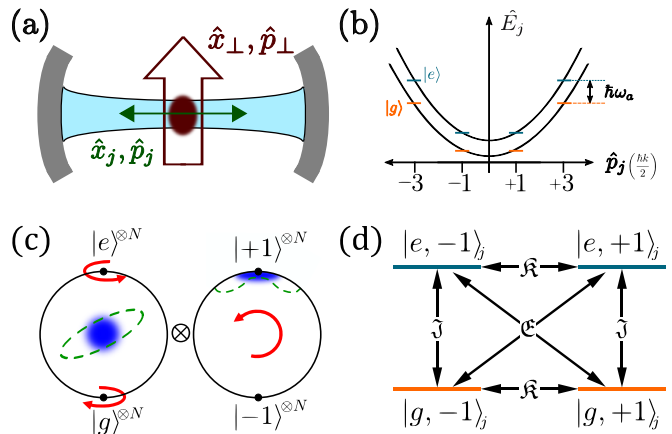 (a)
x̂⊥, p̂⊥
x̂j, p̂j
(b)
Êj
|e⟩
|g⟩
ħωa
p̂j (ħk/2)
−3 −1 +1 +3
(c)
|e⟩⊗N |+1⟩⊗N
⊗
|g⟩⊗N |−1⟩⊗N
(d)
|e, −1⟩j |e, +1⟩j
𝔎
𝔍 𝔈 𝔍
𝔎
|g, −1⟩j |g, +1⟩j